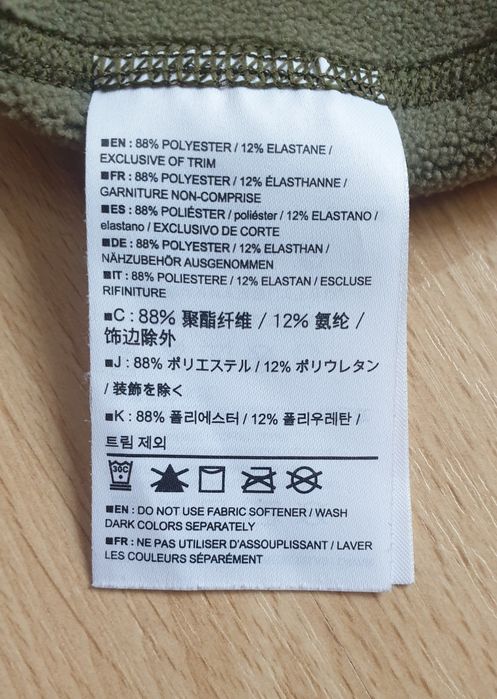 ■EN : 88% POLYESTER / 12% ELASTANE /
EXCLUSIVE OF TRIM
■FR : 88% POLYESTER / 12% ÉLASTHANNE /
GARNITURE NON-COMPRISE
■ES : 88% POLIÉSTER / poliéster / 12% ELASTANO /
elastano / EXCLUSIVO DE CORTE
■DE : 88% POLYESTER / 12% ELASTHAN /
NÄHZUBEHÖR AUSGENOMMEN
■IT : 88% POLIESTERE / 12% ELASTAN / ESCLUSE
RIFINITURE
■C : 88% 聚酯纤维 / 12% 氨纶 /
饰边除外
■J : 88% ポリエステル / 12% ポリウレタン
/ 装飾を除く
■K : 88% 폴리에스터 / 12% 폴리우레탄 /
트림 제외
30C
■EN : DO NOT USE FABRIC SOFTENER / WASH
DARK COLORS SEPARATELY
■FR : NE PAS UTILISER D'ASSOUPLISSANT / LAVER
LES COULEURS SÉPARÉMENT